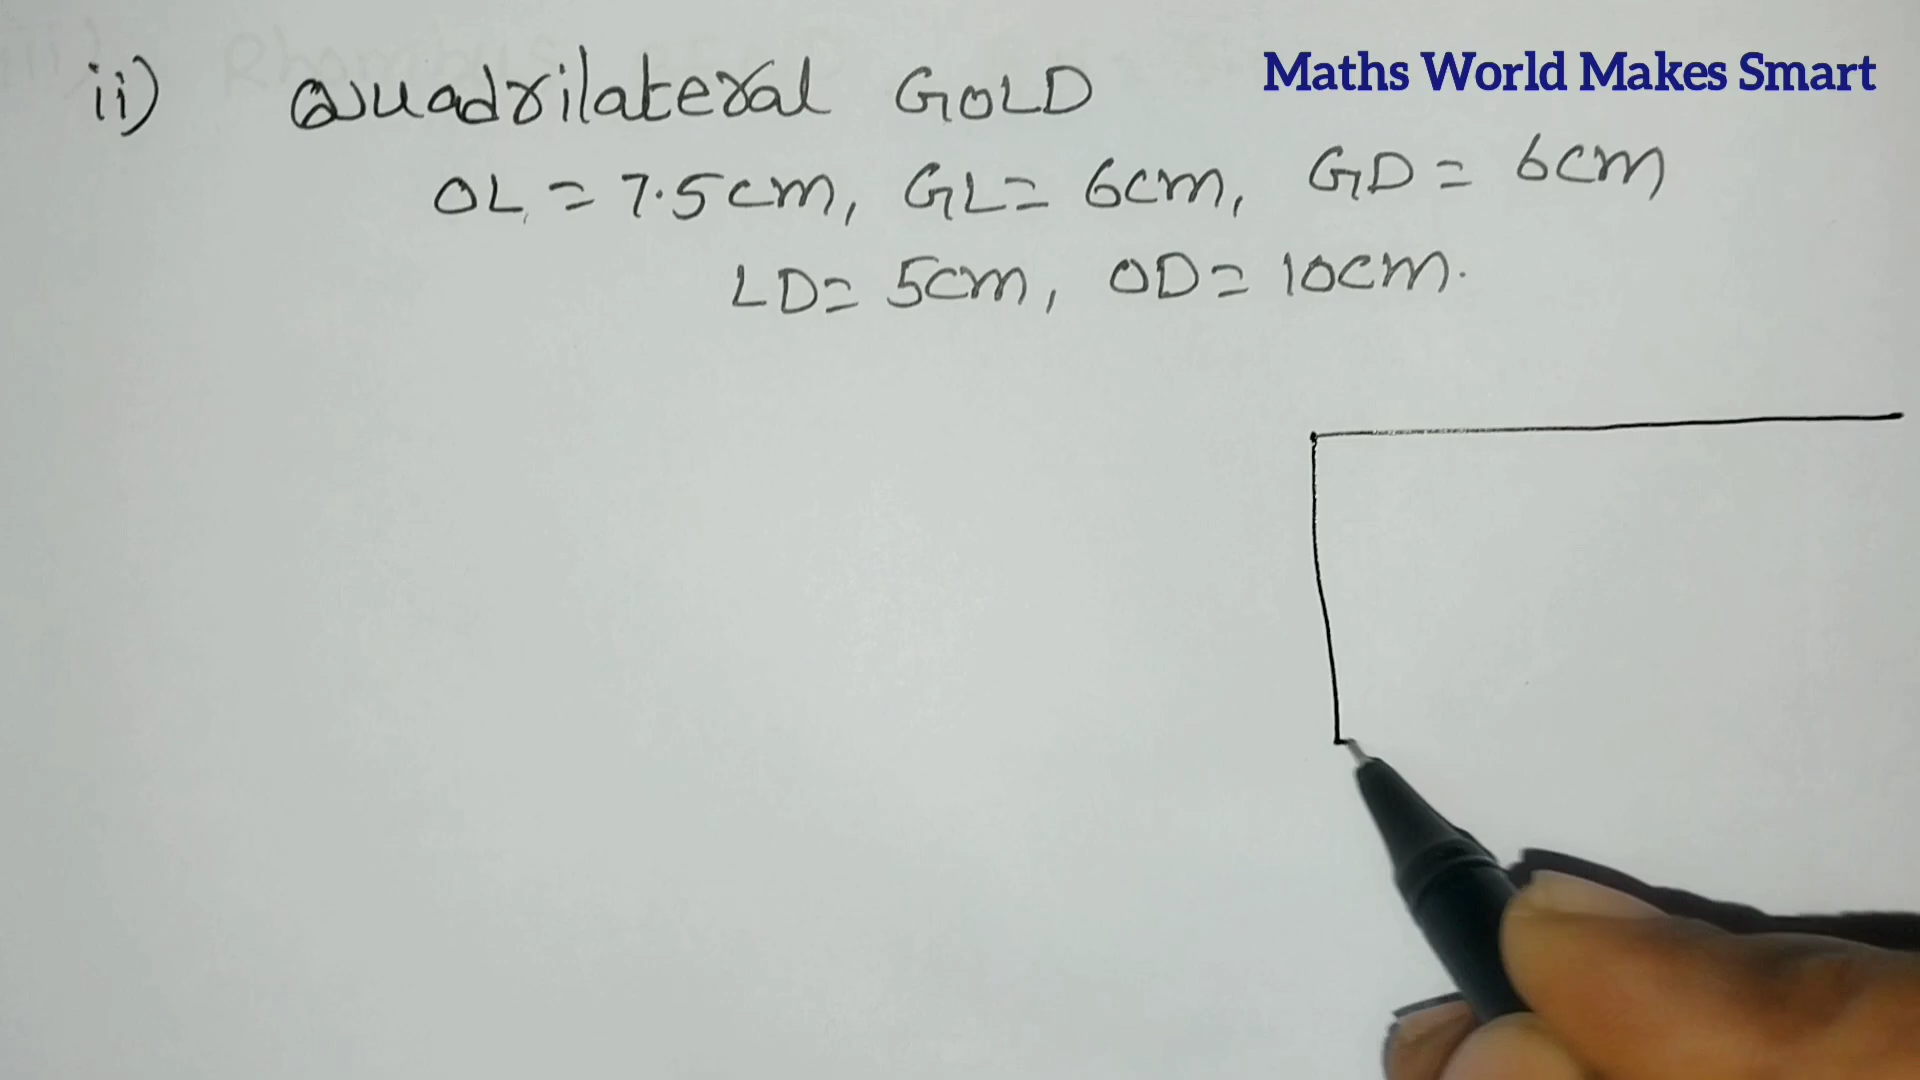 ii) Quadrilateral GOLD
Maths World Makes Smart
OL = 7.5cm, GL = 6cm, GD = 6cm
LD = 5cm, OD = 10cm.